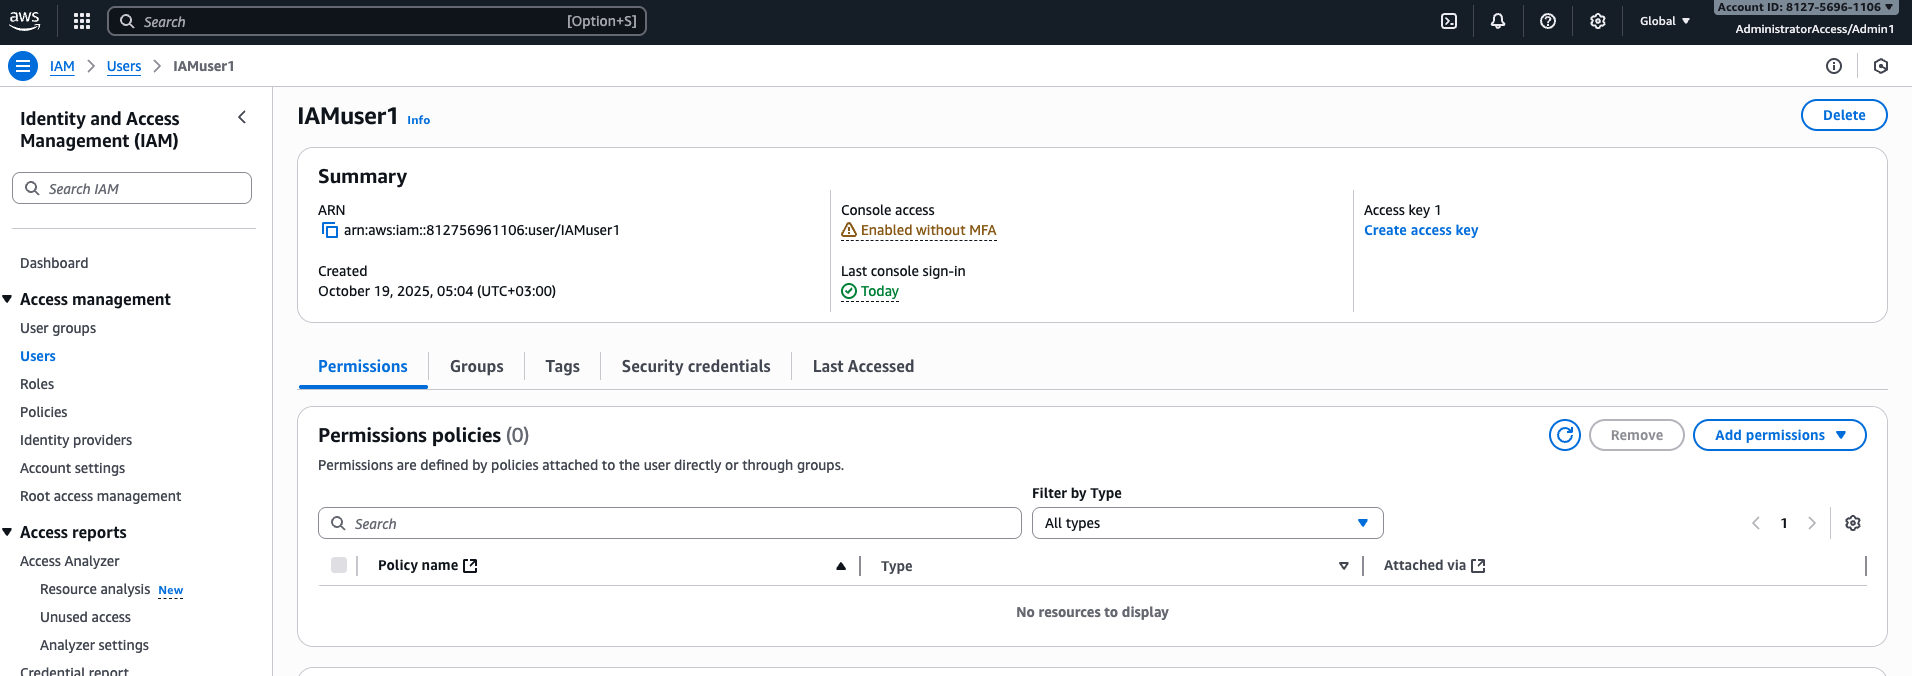 aws
Search
[Option+S]
Global
Account ID: 8127-5696-1106
AdministratorAccess/Admin1
IAM
Users
IAMuser1
Identity and Access Management (IAM)
Search IAM
Dashboard
Access management
User groups
Users
Roles
Policies
Identity providers
Account settings
Root access management
Access reports
Access Analyzer
Resource analysis New
Unused access
Analyzer settings
Credential report
IAMuser1 Info
Delete
Summary
ARN
arn:aws:iam::812756961106:user/IAMuser1
Created
October 19, 2025, 05:04 (UTC+03:00)
Console access
Enabled without MFA
Last console sign-in
Today
Access key 1
Create access key
Permissions
Groups
Tags
Security credentials
Last Accessed
Permissions policies (0)
Remove
Add permissions
Permissions are defined by policies attached to the user directly or through groups.
Filter by Type
Search
All types
1
Policy name
Type
Attached via
No resources to display